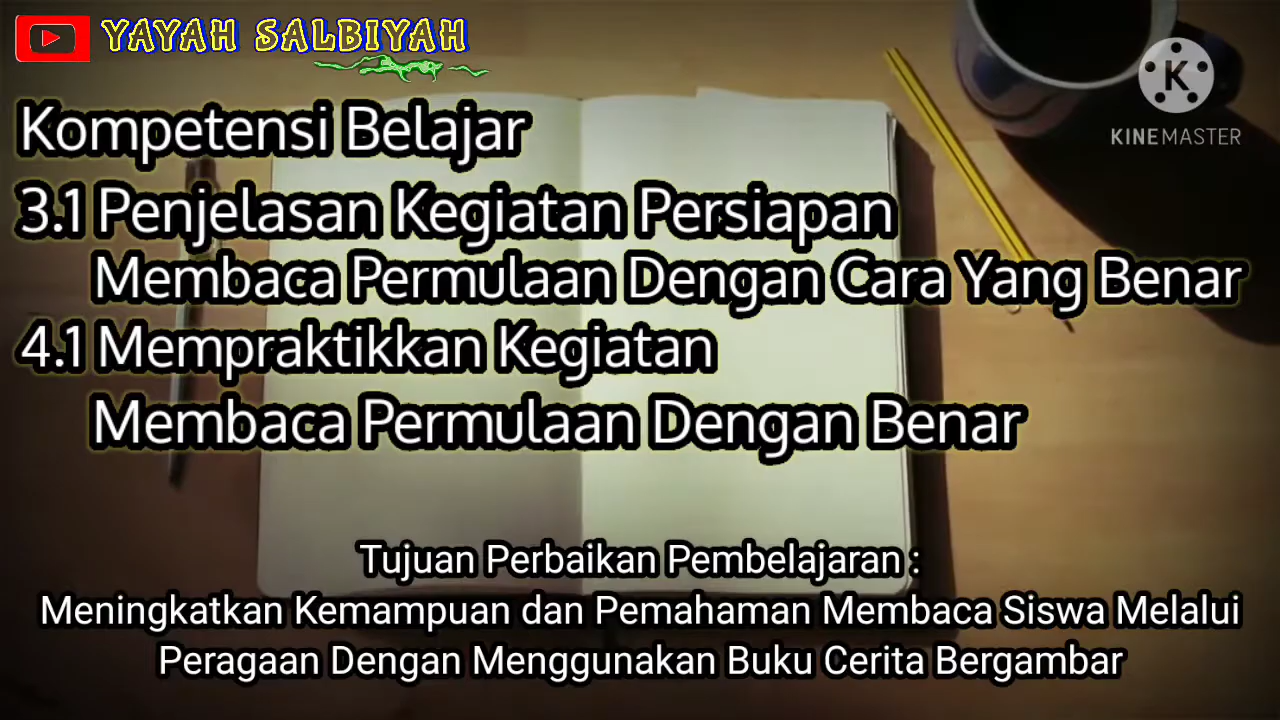 YAYAH SALBIYAH
K
KINEMASTER
Kompetensi Belajar
3.1 Penjelasan Kegiatan Persiapan
Membaca Permulaan Dengan Cara Yang Benar
4.1 Mempraktikkan Kegiatan
Membaca Permulaan Dengan Benar
Tujuan Perbaikan Pembelajaran :
Meningkatkan Kemampuan dan Pemahaman Membaca Siswa Melalui
Peragaan Dengan Menggunakan Buku Cerita Bergambar